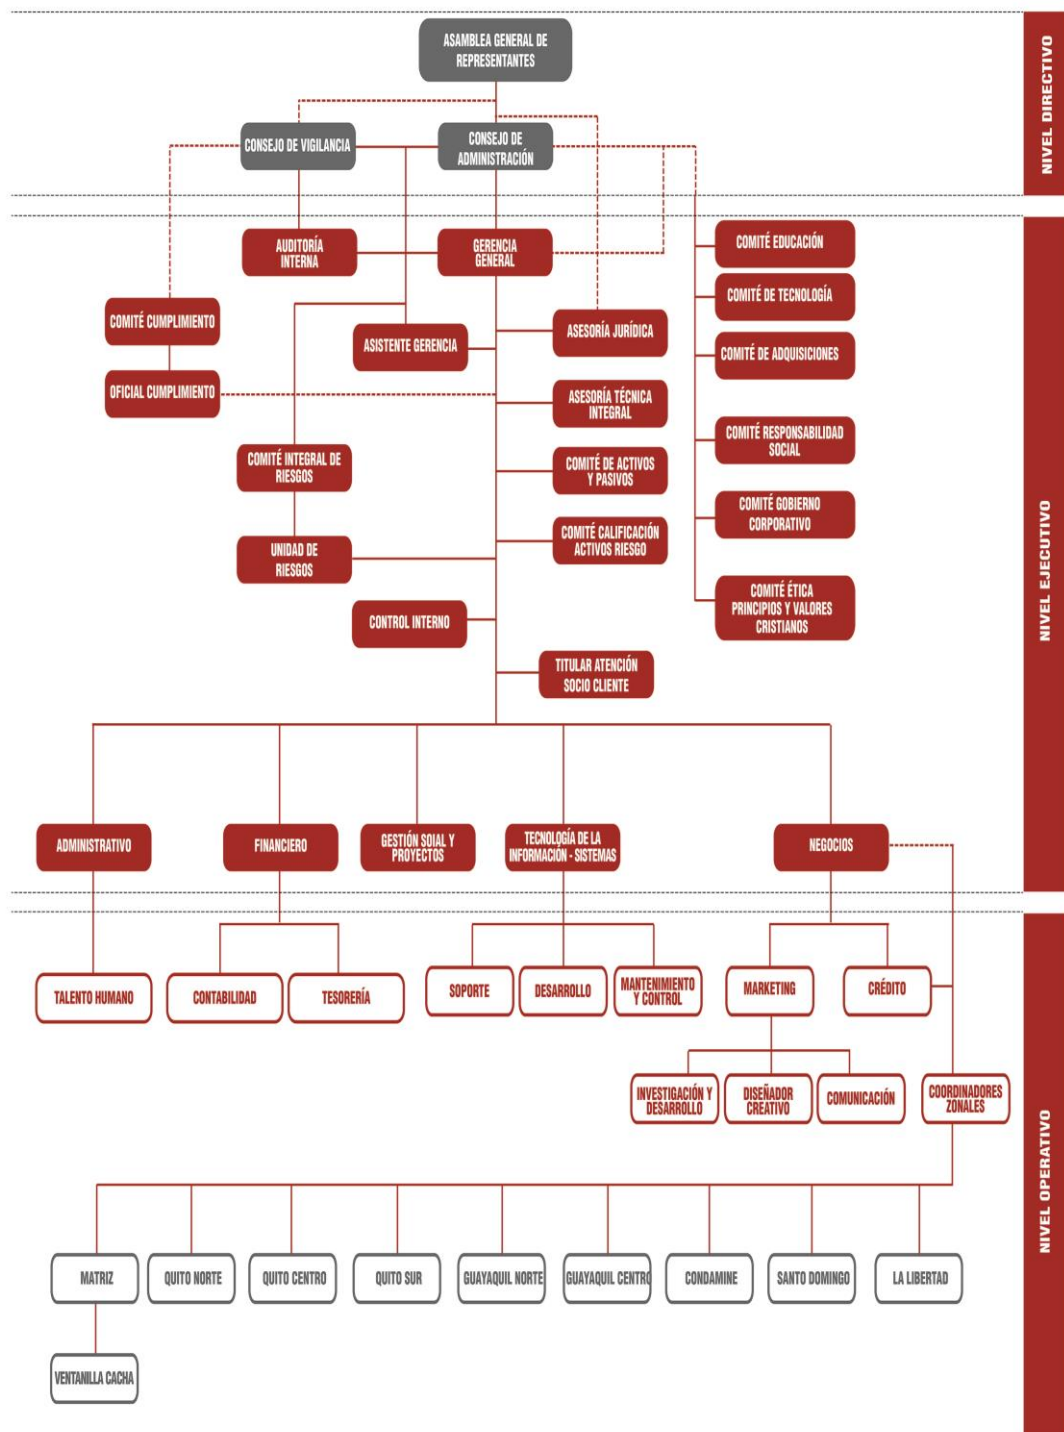 ASAMBLEA GENERAL DE
REPRESENTANTES
NIVEL DIRECTIVO
CONSEJO DE VIGILANCIA
CONSEJO DE
ADMINISTRACIÓN
AUDITORÍA
INTERNA
GERENCIA
GENERAL
COMITÉ EDUCACIÓN
COMITÉ DE TECNOLOGÍA
COMITÉ CUMPLIMIENTO
ASISTENTE GERENCIA
ASESORÍA JURÍDICA
COMITÉ DE ADQUISICIONES
OFICIAL CUMPLIMIENTO
ASESORÍA TÉCNICA
INTEGRAL
COMITÉ RESPONSABILIDAD
SOCIAL
COMITÉ INTEGRAL DE
RIESGOS
COMITÉ DE ACTIVOS
Y PASIVOS
COMITÉ GOBIERNO
CORPORATIVO
UNIDAD DE
RIESGOS
COMITÉ CALIFICACIÓN
ACTIVOS RIESGO
NIVEL EJECUTIVO
CONTROL INTERNO
COMITÉ ÉTICA
PRINCIPIOS Y VALORES
CRISTIANOS
TITULAR ATENCIÓN
SOCIO CLIENTE
ADMINISTRATIVO
FINANCIERO
GESTIÓN SOIAL Y
PROYECTOS
TECNOLOGÍA DE LA
INFORMACIÓN - SISTEMAS
NEGOCIOS
TALENTO HUMANO
CONTABILIDAD
TESORERÍA
SOPORTE
DESARROLLO
MANTENIMIENTO
Y CONTROL
MARKETING
CRÉDITO
INVESTIGACIÓN Y
DESARROLLO
DISEÑADOR
CREATIVO
COMUNICACIÓN
COORDINADORES
ZONALES
NIVEL OPERATIVO
MATRIZ
QUITO NORTE
QUITO CENTRO
QUITO SUR
GUAYAQUIL NORTE
GUAYAQUIL CENTRO
CONDAMINE
SANTO DOMINGO
LA LIBERTAD
VENTANILLA CACHA